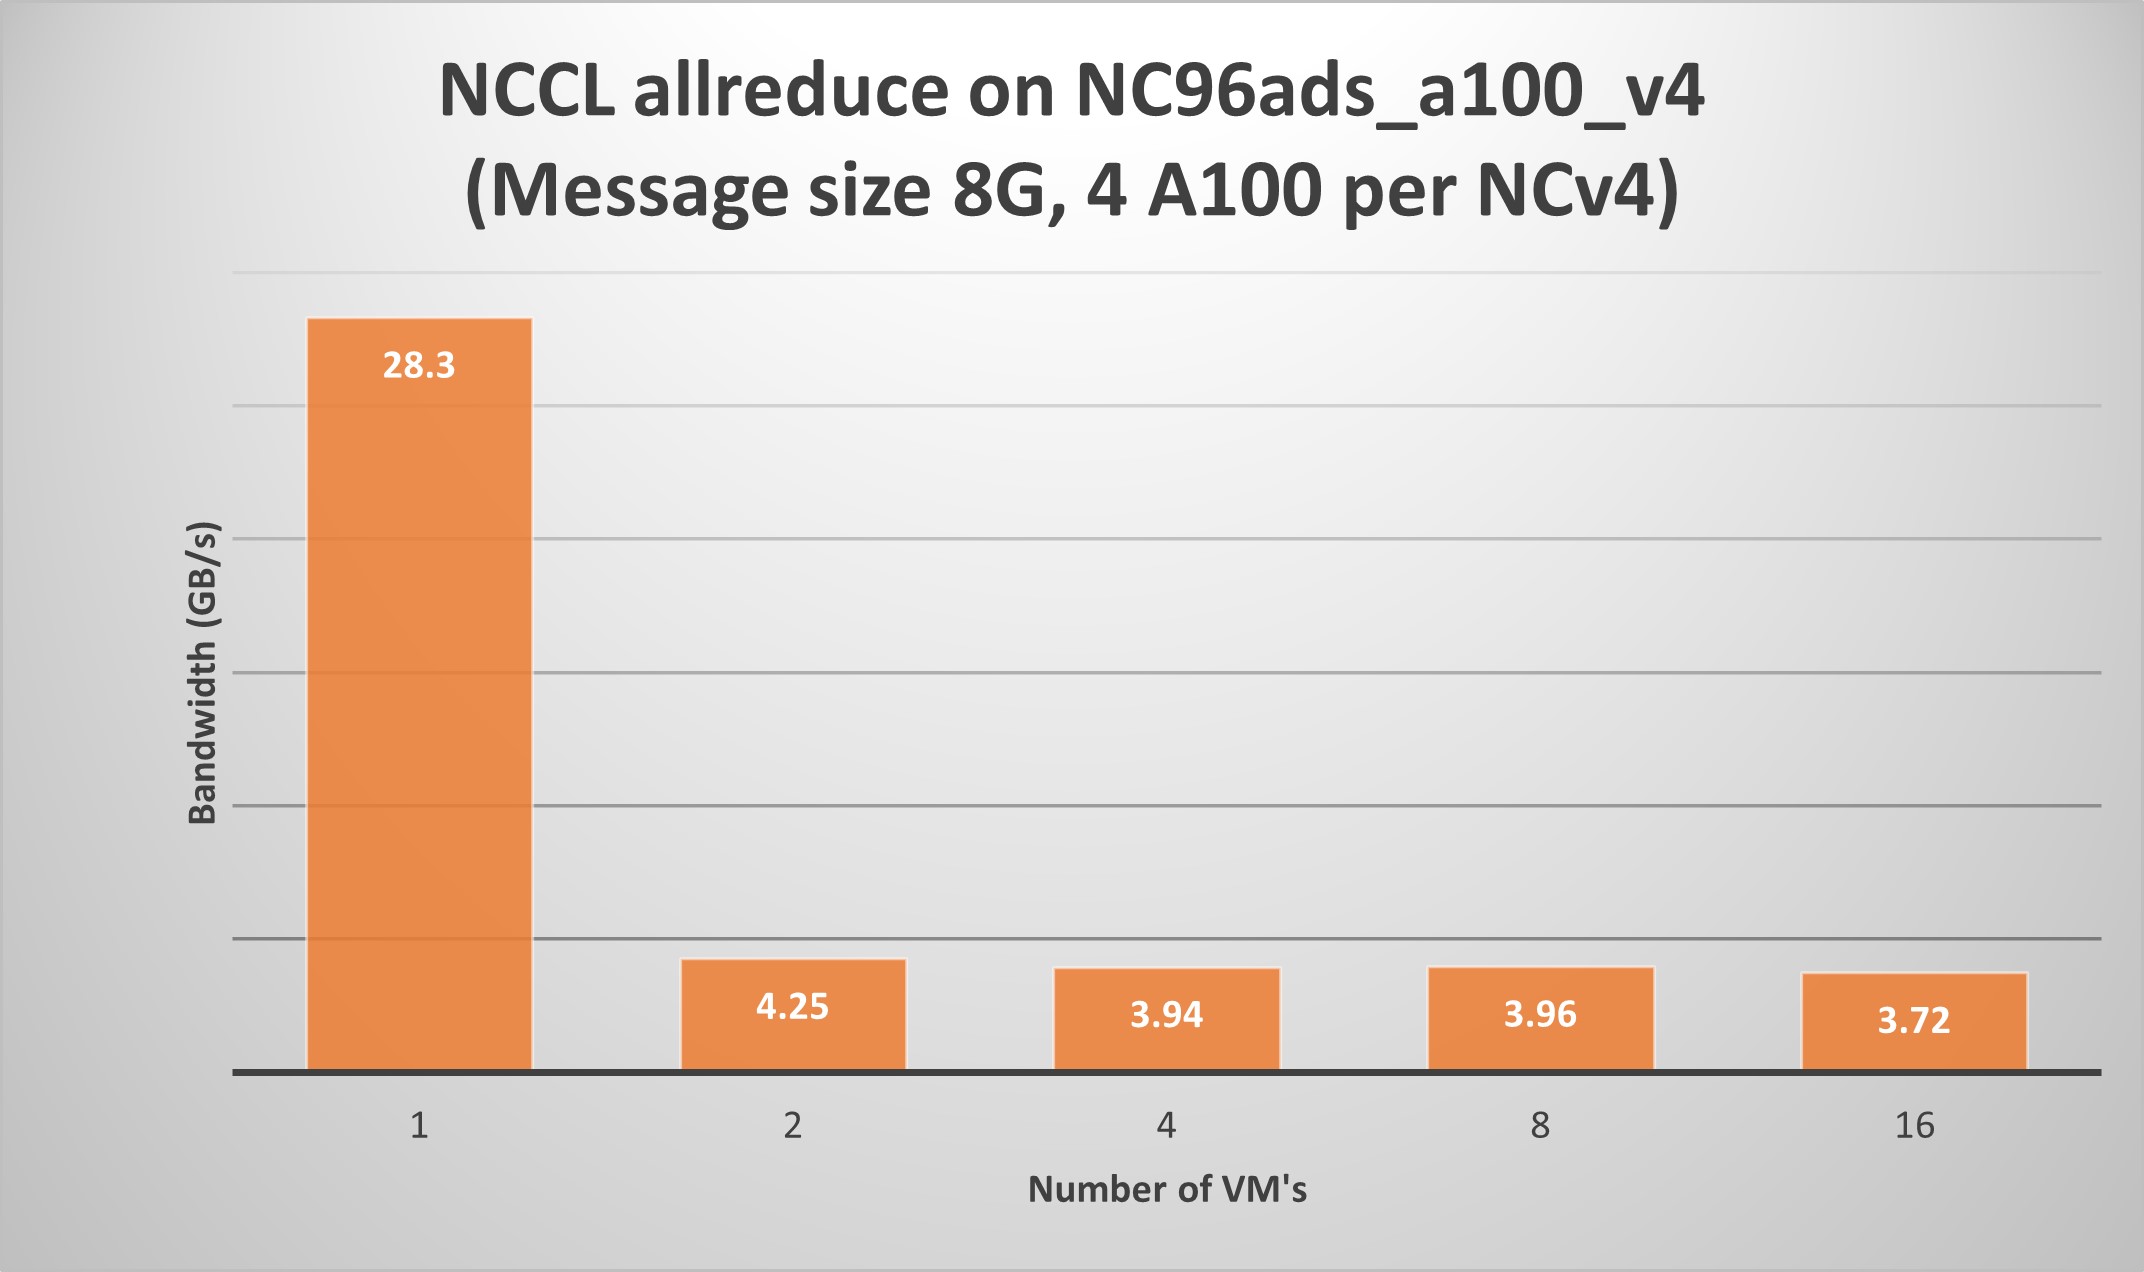 NCCL allreduce on NC96ads_a100_v4
(Message size 8G, 4 A100 per NCv4)
Bandwidth (GB/s)
28.3
4.25
3.94
3.96
3.72
1
2
4
8
16
Number of VM's